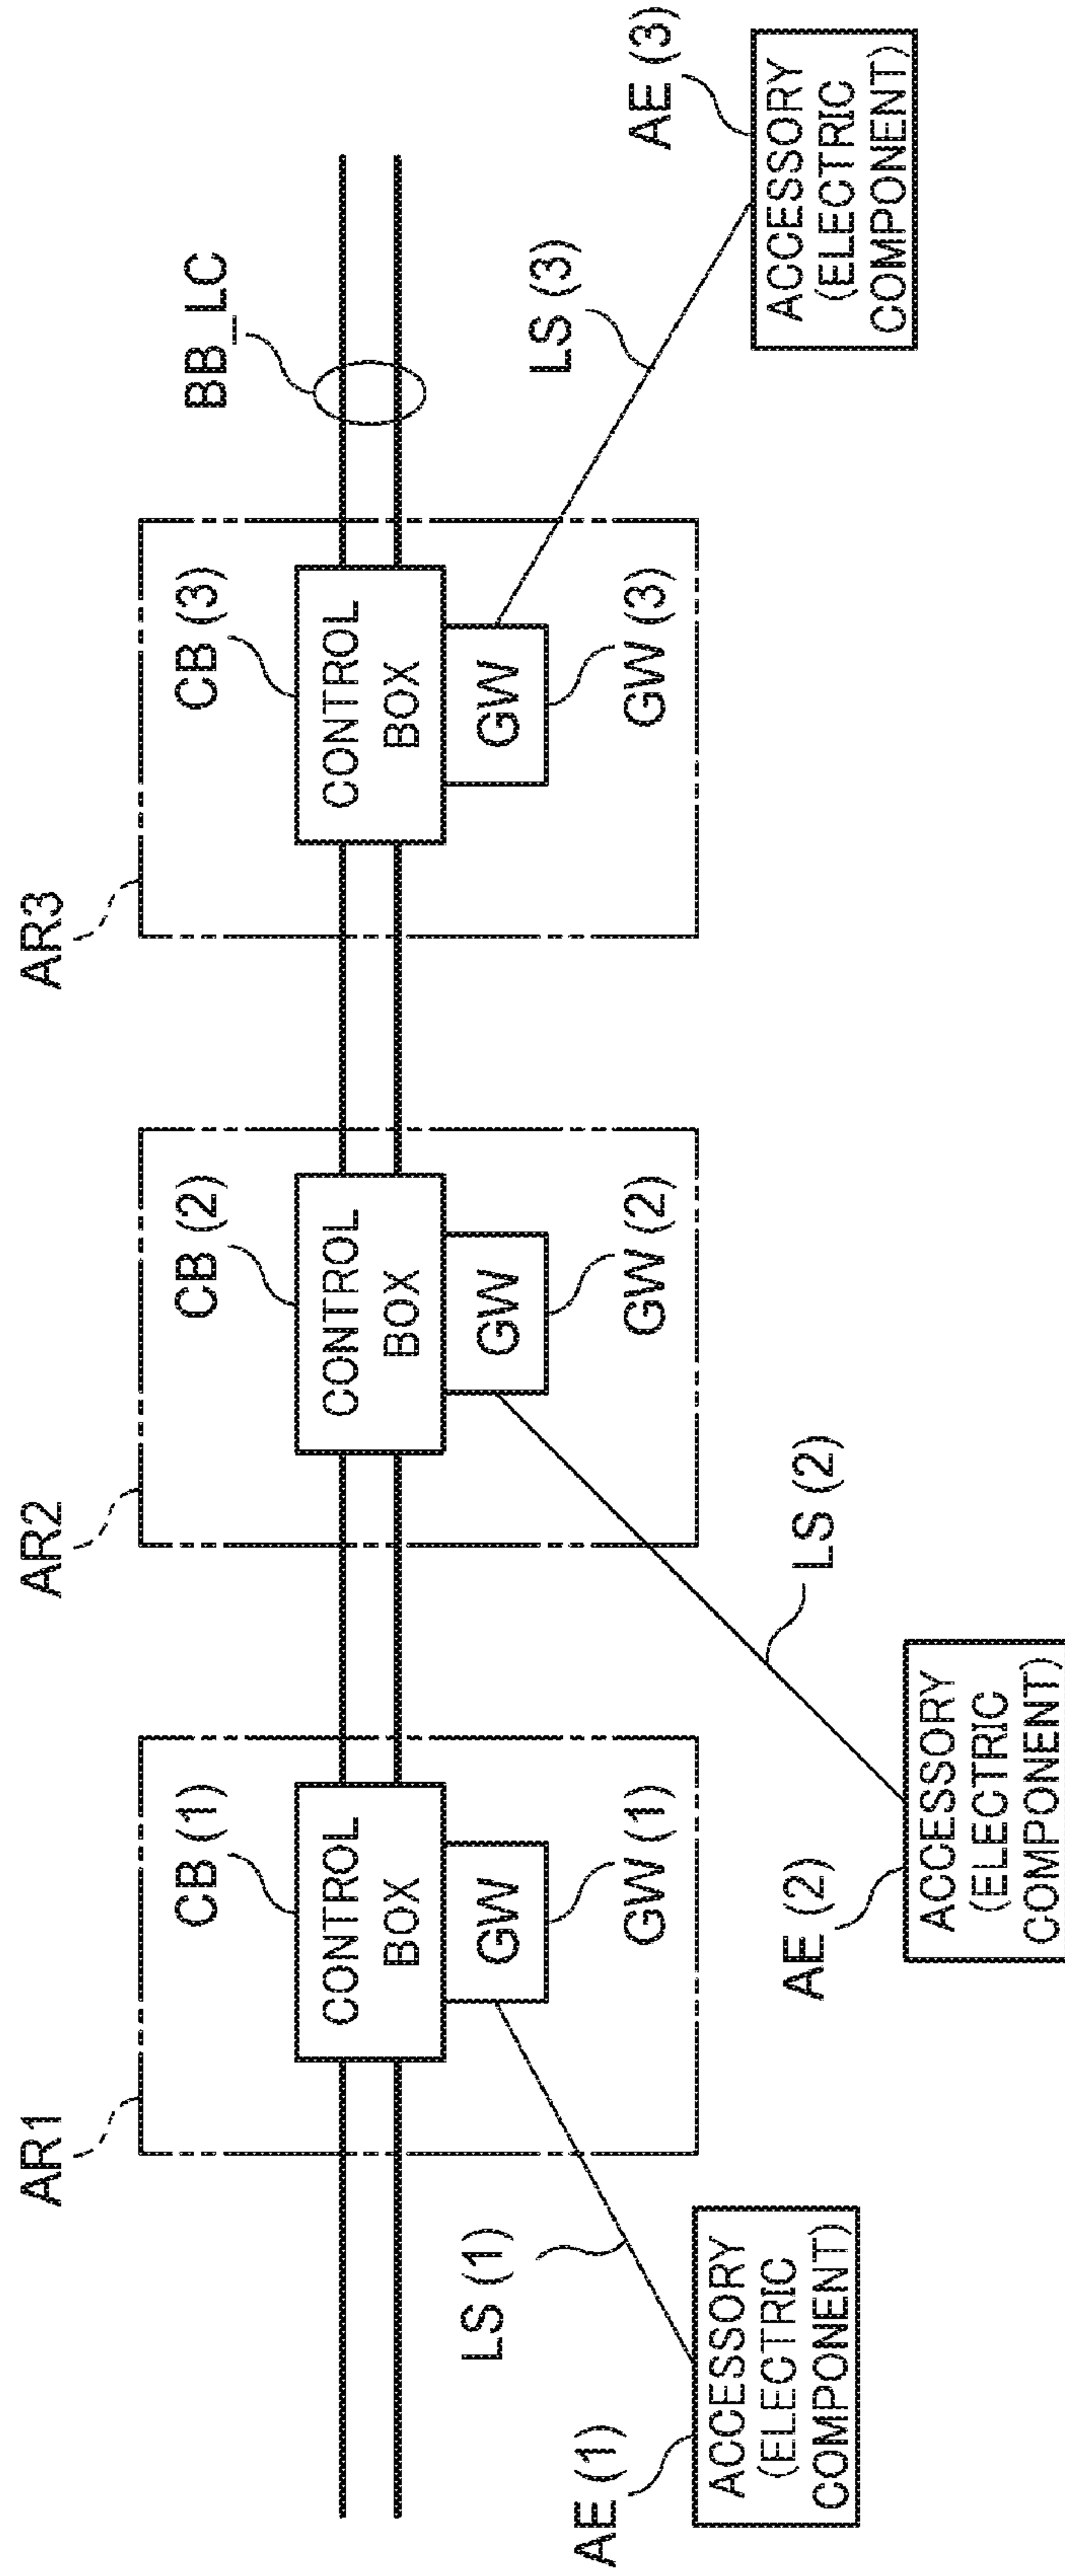 AR1
AR2
AR3
BB_LC
CB (1)
CB (2)
CB (3)
CONTROL
BOX
CONTROL
BOX
CONTROL
BOX
GW
GW
GW
GW (1)
GW (2)
GW (3)
LS (1)
LS (2)
LS (3)
AE (1)
ACCESSORY
(ELECTRIC
COMPONENT)
AE (2)
ACCESSORY
(ELECTRIC
COMPONENT)
AE (3)
ACCESSORY
(ELECTRIC
COMPONENT)